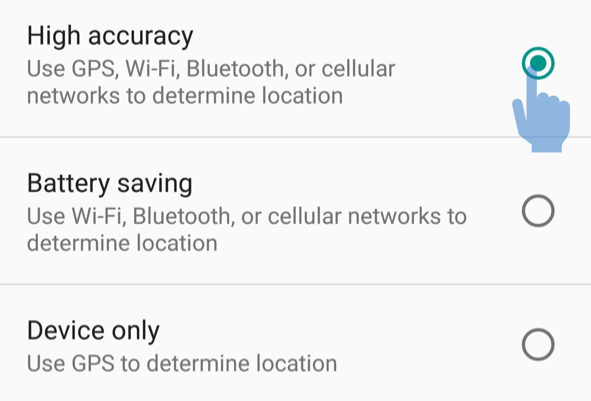 High accuracy
Use GPS, Wi-Fi, Bluetooth, or cellular
networks to determine location
Battery saving
Use Wi-Fi, Bluetooth, or cellular networks to
determine location
Device only
Use GPS to determine location